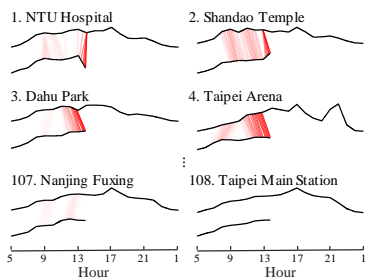 1. NTU Hospital
2. Shandao Temple
3. Dahu Park
4. Taipei Arena
...
107. Nanjing Fuxing
108. Taipei Main Station
5 9 13 17 21 1
5 9 13 17 21 1
Hour
Hour